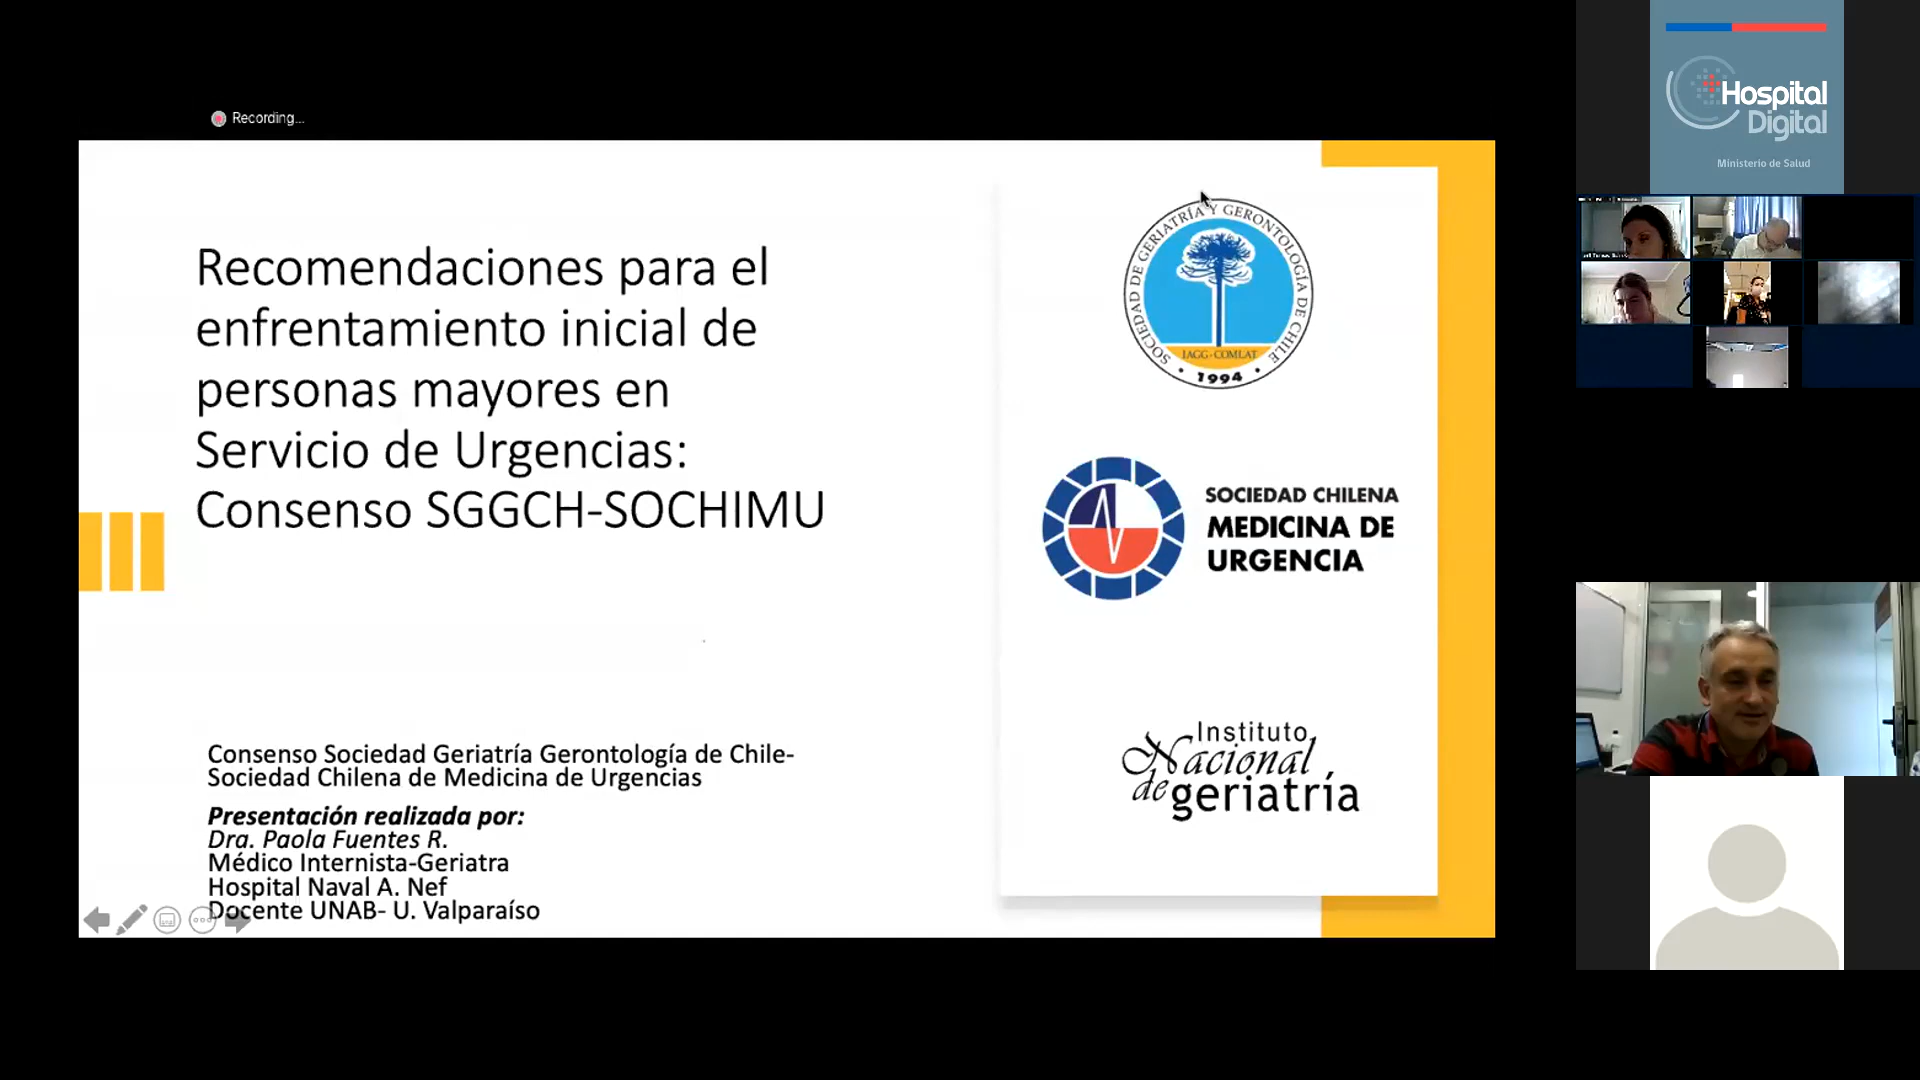 Recording...
Recomendaciones para el
enfrentamiento inicial de
personas mayores en
Servicio de Urgencias:
Consenso SGGCH-SOCHIMU
Consenso Sociedad Geriatría Gerontología de Chile-
Sociedad Chilena de Medicina de Urgencias
Presentación realizada por:
Dra. Paola Fuentes R.
Médico Internista-Geriatra
Hospital Naval A. Nef
Docente UNAB- U. Valparaíso
SOCIEDAD DE GERIATRÍA Y GERONTOLOGÍA DE CHILE
IAGG-COMLAT
• 1994 •
SOCIEDAD CHILENA
MEDICINA DE
URGENCIA
Instituto
Nacional
de geriatría
Hospital
Digital
Ministerio de Salud